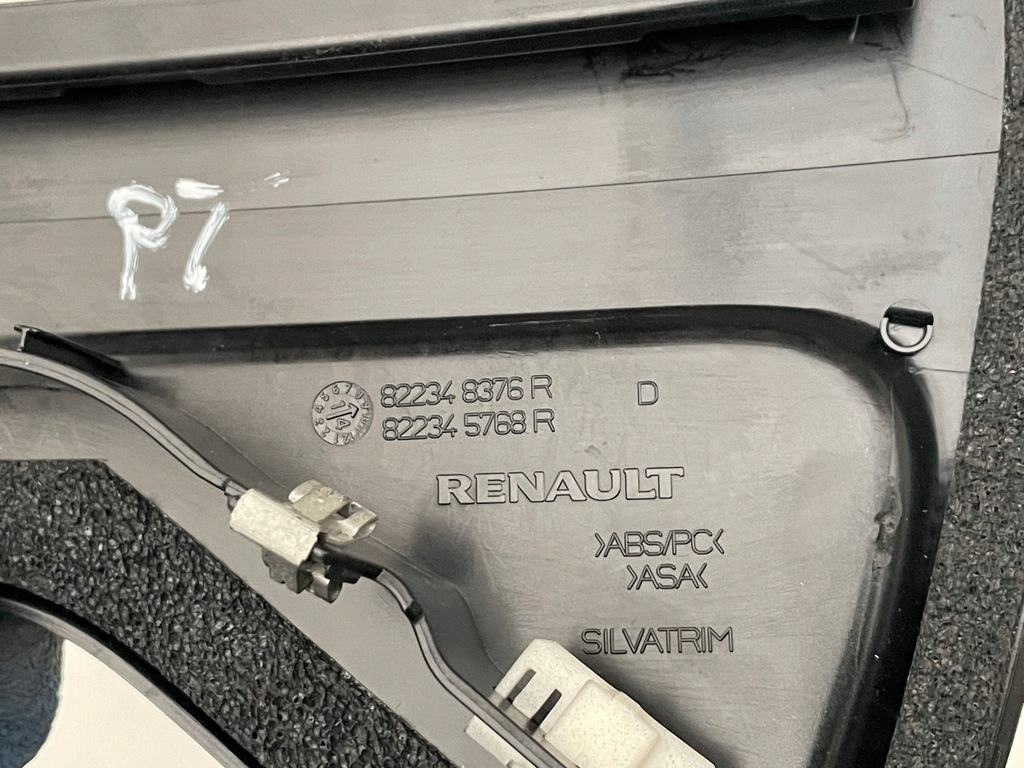 P7
82234 8376 R D
82234 5768 R
RENAULT
>ABS/PC<
>ASA<
SILVATRIM